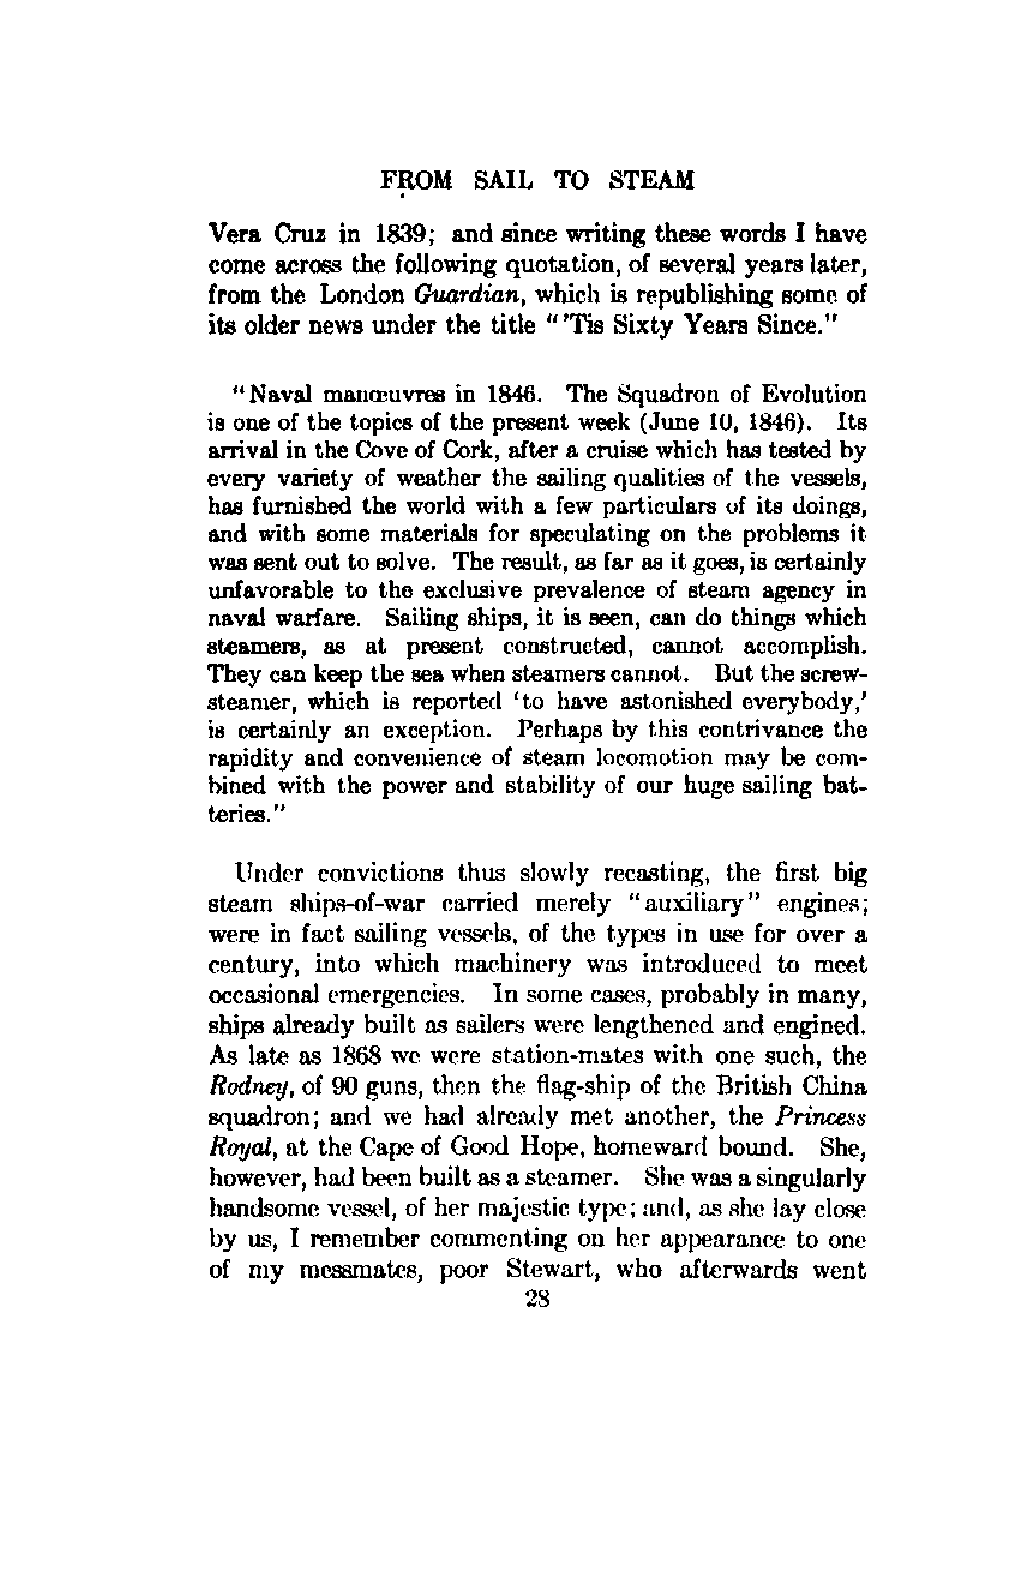 FROM SAIL TO STEAM
Vera Cruz in 1839; and since writing these words I have
come across the following quotation, of several years later,
from the London Guardian, which is republishing some of
its older news under the title "'Tis Sixty Years Since."
"Naval manœuvres in 1846. The Squadron of Evolution
is one of the topics of the present week (June 10, 1846). Its
arrival in the Cove of Cork, after a cruise which has tested by
every variety of weather the sailing qualities of the vessels,
has furnished the world with a few particulars of its doings,
and with some materials for speculating on the problems it
was sent out to solve. The result, as far as it goes, is certainly
unfavorable to the exclusive prevalence of steam agency in
naval warfare. Sailing ships, it is seen, can do things which
steamers, as at present constructed, cannot accomplish.
They can keep the sea when steamers cannot. But the screw-
steamer, which is reported 'to have astonished everybody,'
is certainly an exception. Perhaps by this contrivance the
rapidity and convenience of steam locomotion may be com-
bined with the power and stability of our huge sailing bat-
teries."
Under convictions thus slowly recasting, the first big
steam ships-of-war carried merely "auxiliary" engines;
were in fact sailing vessels, of the types in use for over a
century, into which machinery was introduced to meet
occasional emergencies. In some cases, probably in many,
ships already built as sailers were lengthened and engined.
As late as 1868 we were station-mates with one such, the
Rodney, of 90 guns, then the flag-ship of the British China
squadron; and we had already met another, the Princess
Royal, at the Cape of Good Hope, homeward bound. She,
however, had been built as a steamer. She was a singularly
handsome vessel, of her majestic type; and, as she lay close
by us, I remember commenting on her appearance to one
of my messmates, poor Stewart, who afterwards went
28